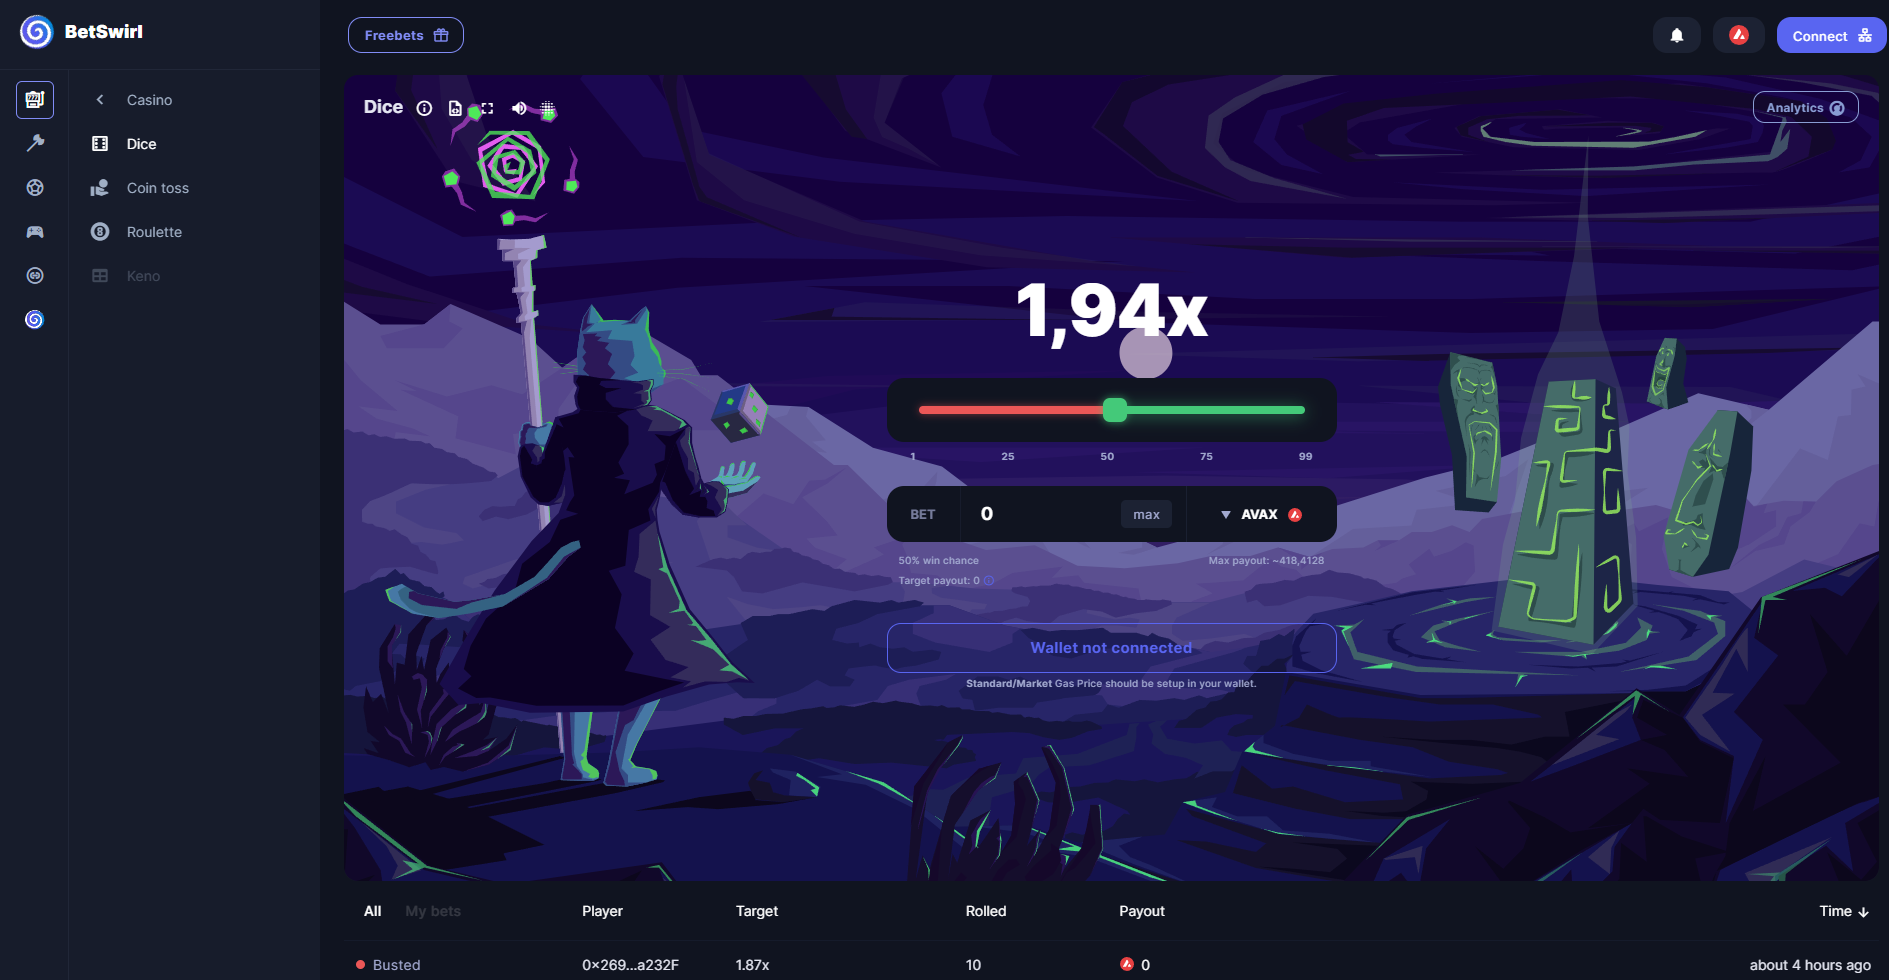 BetSwirl
Freebets
Connect
Casino
Dice
Coin toss
Roulette
Keno
Dice
Analytics
1,94x
1 25 50 75 99
BET 0 max AVAX
50% win chance Max payout: ~418,4128
Target payout: 0
Wallet not connected
Standard/Market Gas Price should be setup in your wallet.
All My bets Player Target Rolled Payout Time
Busted 0x269...a232F 1.87x 10 0 about 4 hours ago